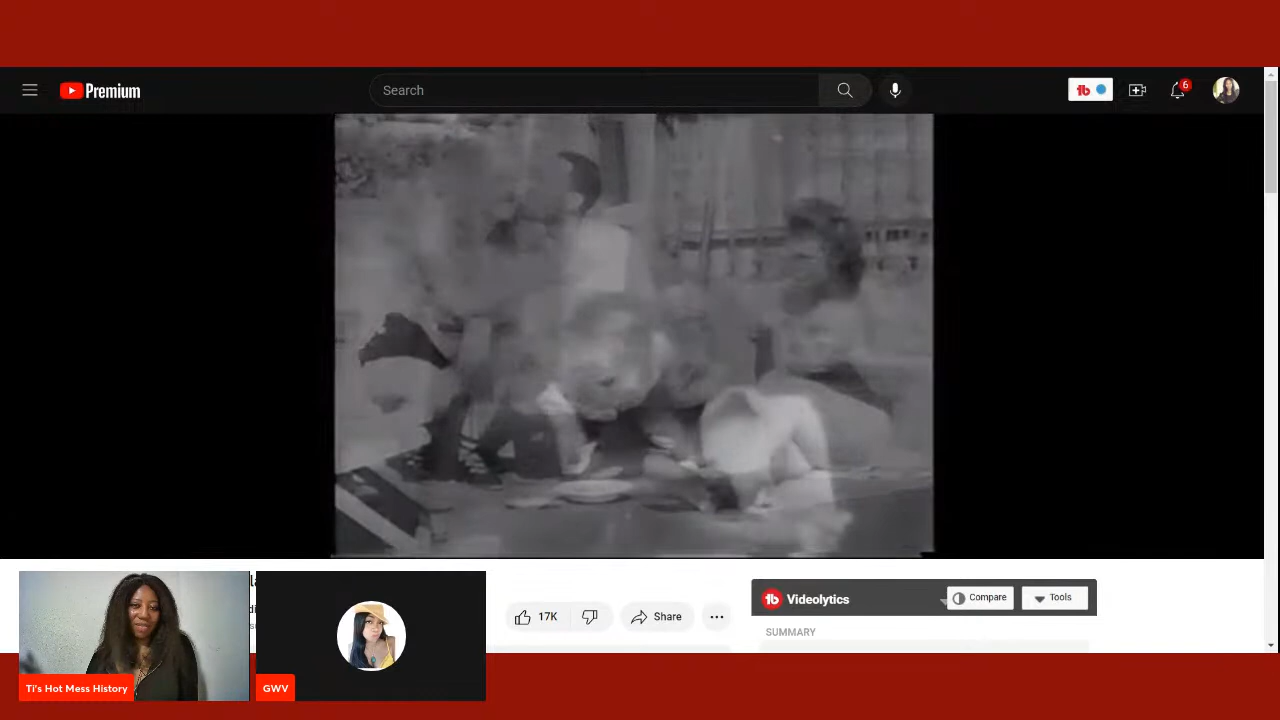 Premium
Search
6
17K
Share
Videolytics
Compare
Tools
SUMMARY
Ti's Hot Mess History
GWV